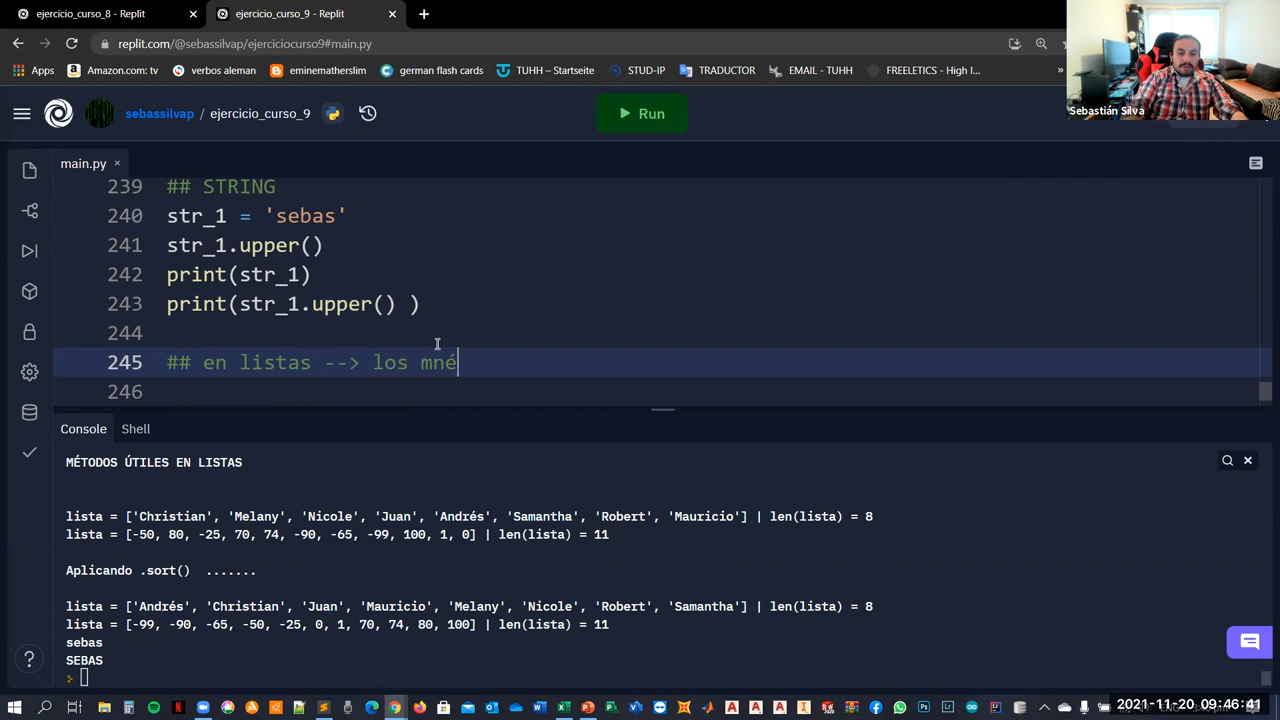 ejercicio_curso_8 - Replit
ejercicio_curso_9 - Replit
replit.com/@sebassilvap/ejerciciocurso9#main.py
Apps
Amazon.com: tv
verbos aleman
eminemathersIim
germa flights
TUHH – Startseite
STUD-IP
TRADUCTOR
EMAIL - TUHH
FREELETICS - High I...
»
Sebastián Silva
sebassilvap / ejercicio_curso_9
Run
main.py
239 ## STRING
240 str_1 = 'sebas'
241 str_1.upper()
242 print(str_1)
243 print(str_1.upper() )
244
245 ## en listas --> los mné
246
Console
Shell
MÉTODOS ÚTILES EN LISTAS
lista = ['Christian', 'Melany', 'Nicole', 'Juan', 'Andrés', 'Samantha', 'Robert', 'Mauricio'] | len(lista) = 8
lista = [-50, 80, -25, 70, 74, -90, -65, -99, 100, 1, 0] | len(lista) = 11
Aplicando .sort() .......
lista = ['Andrés', 'Christian', 'Juan', 'Mauricio', 'Melany', 'Nicole', 'Robert', 'Samantha'] | len(lista) = 8
lista = [-99, -90, -65, -50, -25, 0, 1, 70, 74, 80, 100] | len(lista) = 11
sebas
SEBAS
2021-11-20 09:46:41